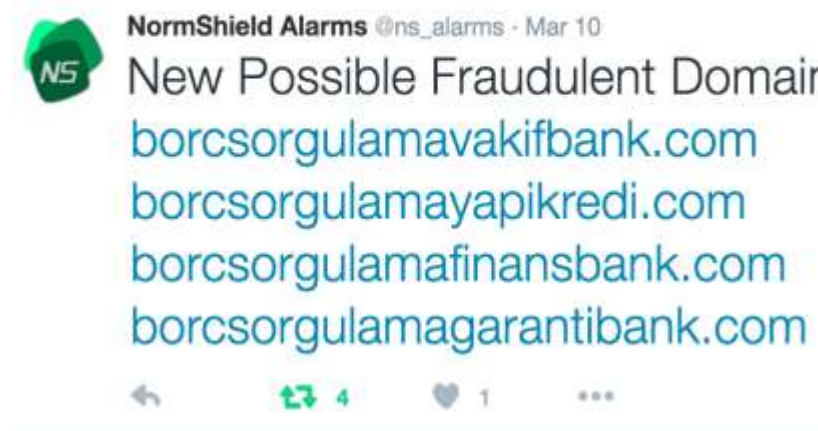 NS
NormShield Alarms @ns_alarms · Mar 10
New Possible Fraudulent
borcsorgulamavakifbank.com
borcsorgulamayapikredi.com
borcsorgulamafinansbank.com
borcsorgulamagarantibank.com
4 1